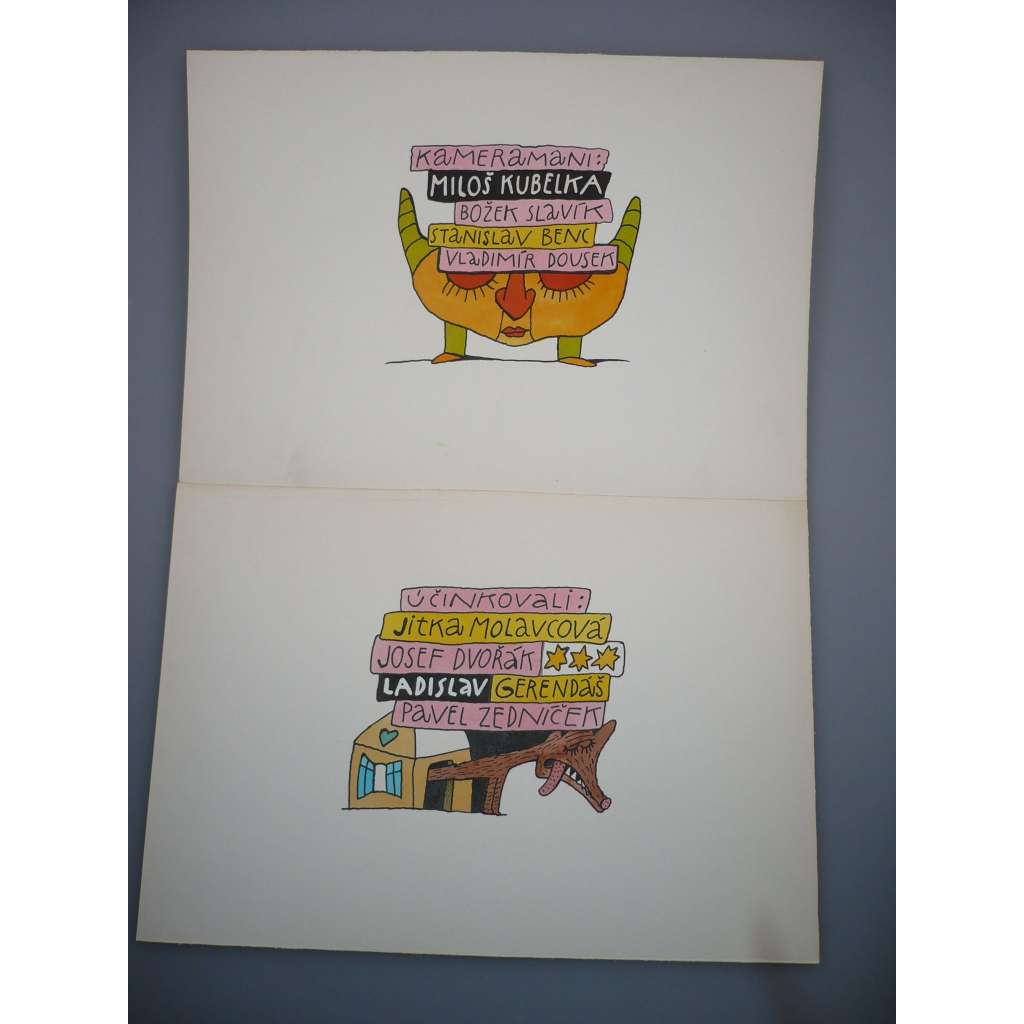 KAMERAMANI:
MILOŠ KUBELKA
BOŽEK SLAVÍK
STANISLAV BENC
VLADIMÍR DOUSEK
ÚČINKOVALI:
JITKA MOLAVCOVÁ
JOSEF DVOŘÁK
LADISLAV GERENDÁŠ
PAVEL ZEDNÍČEK